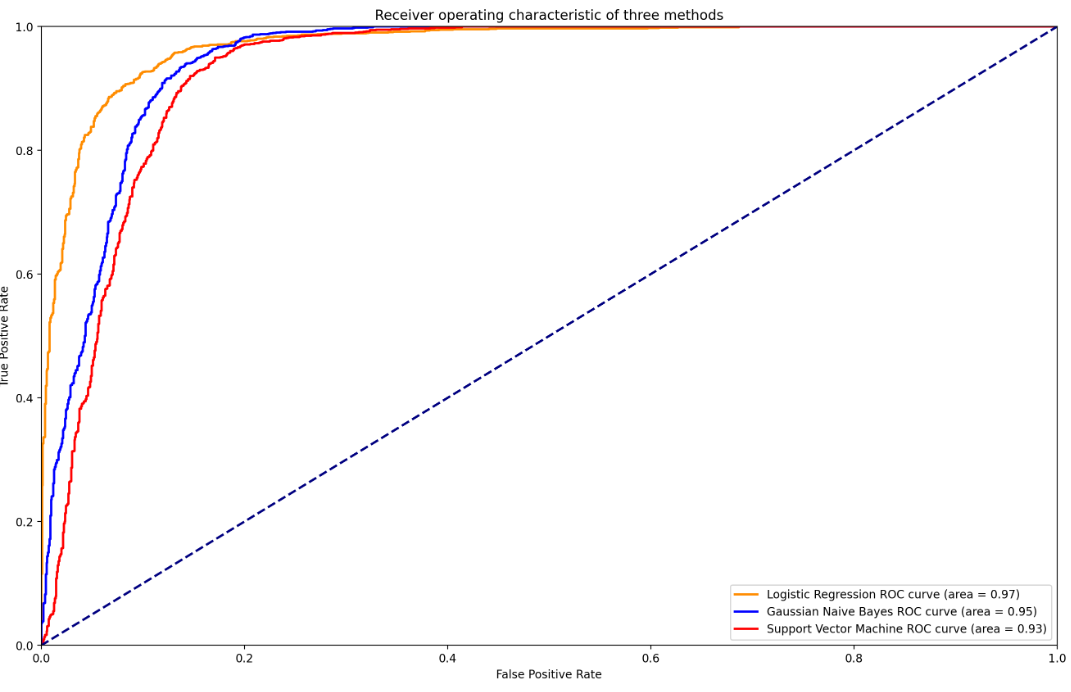 Receiver operating characteristic of three methods
1.0
0.8
0.6
0.4
0.2
0.0
True Positive Rate
0.0 0.2 0.4 0.6 0.8 1.0
False Positive Rate
Logistic Regression ROC curve (area = 0.97)
Gaussian Naive Bayes ROC curve (area = 0.95)
Support Vector Machine ROC curve (area = 0.93)